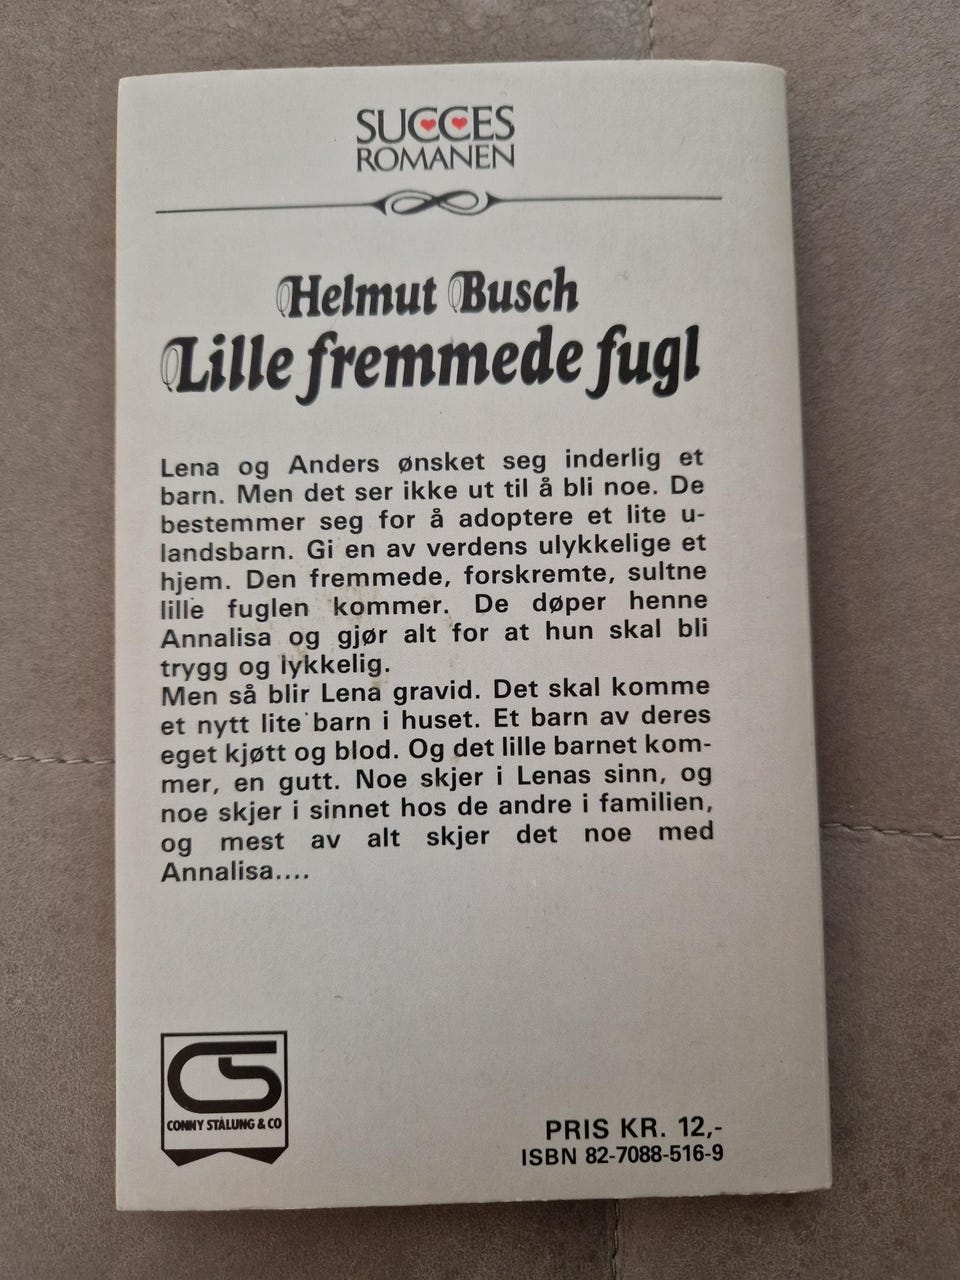 SUCCES
ROMANEN
Helmut Busch
Lille fremmede fugl
Lena og Anders ønsket seg inderlig et
barn. Men det ser ikke ut til å bli noe. De
bestemmer seg for å adoptere et lite u-
landsbarn. Gi en av verdens ulykkelige et
hjem. Den fremmede, forskremte, sultne
lille fuglen kommer. De døper henne
Annalisa og gjør alt for at hun skal bli
trygg og lykkelig.
Men så blir Lena gravid. Det skal komme
et nytt lite barn i huset. Et barn av deres
eget kjøtt og blod. Og det lille barnet kom-
mer, en gutt. Noe skjer i Lenas sinn, og
noe skjer i sinnet hos de andre i familien,
og mest av alt skjer det noe med
Annalisa....
CS
CONNY STÅLUNG & CO
PRIS KR. 12,-
ISBN 82-7088-516-9